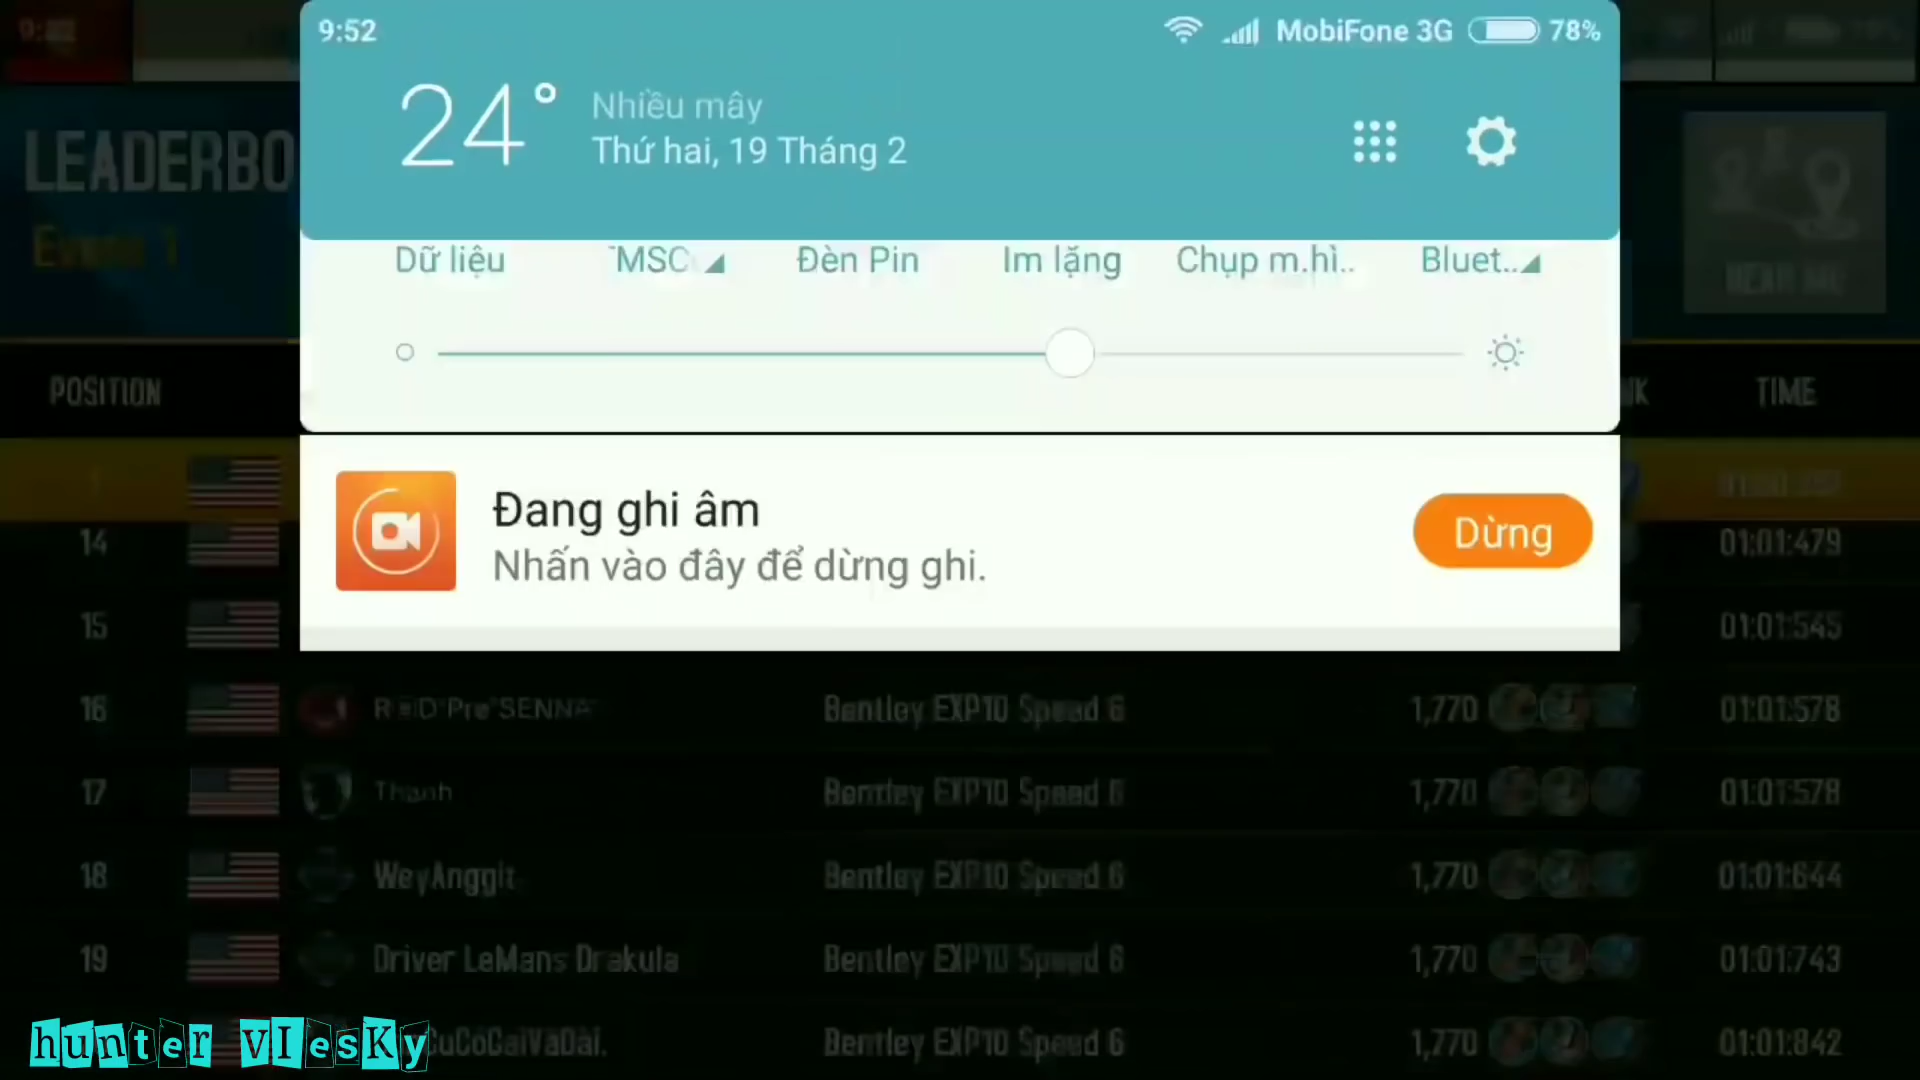 9:52 MobiFone 3G 78%
24° Nhiều mây
Thứ hai, 19 Tháng 2
LEADERBO
Event 1
NEAR ME
Dữ liệu Đèn Pin Im lặng Chụp m.hì.. Bluet..
POSITION TIME
Đang ghi âm
Nhấn vào đây để dừng ghi.
Dừng
14 01:01:479
15 01:01:545
16 Bentley EXP10 Speed 6 1,770 01:01:578
17 Thanh Bentley EXP10 Speed 6 1,770 01:01:578
18 WeyAnggit Bentley EXP10 Speed 6 1,770 01:01:644
19 Driver LeMans Drakula Bentley EXP10 Speed 6 1,770 01:01:743
CuCóCaiVaDài. Bentley EXP10 Speed 6 1,770 01:01:842
hunter VIesKy